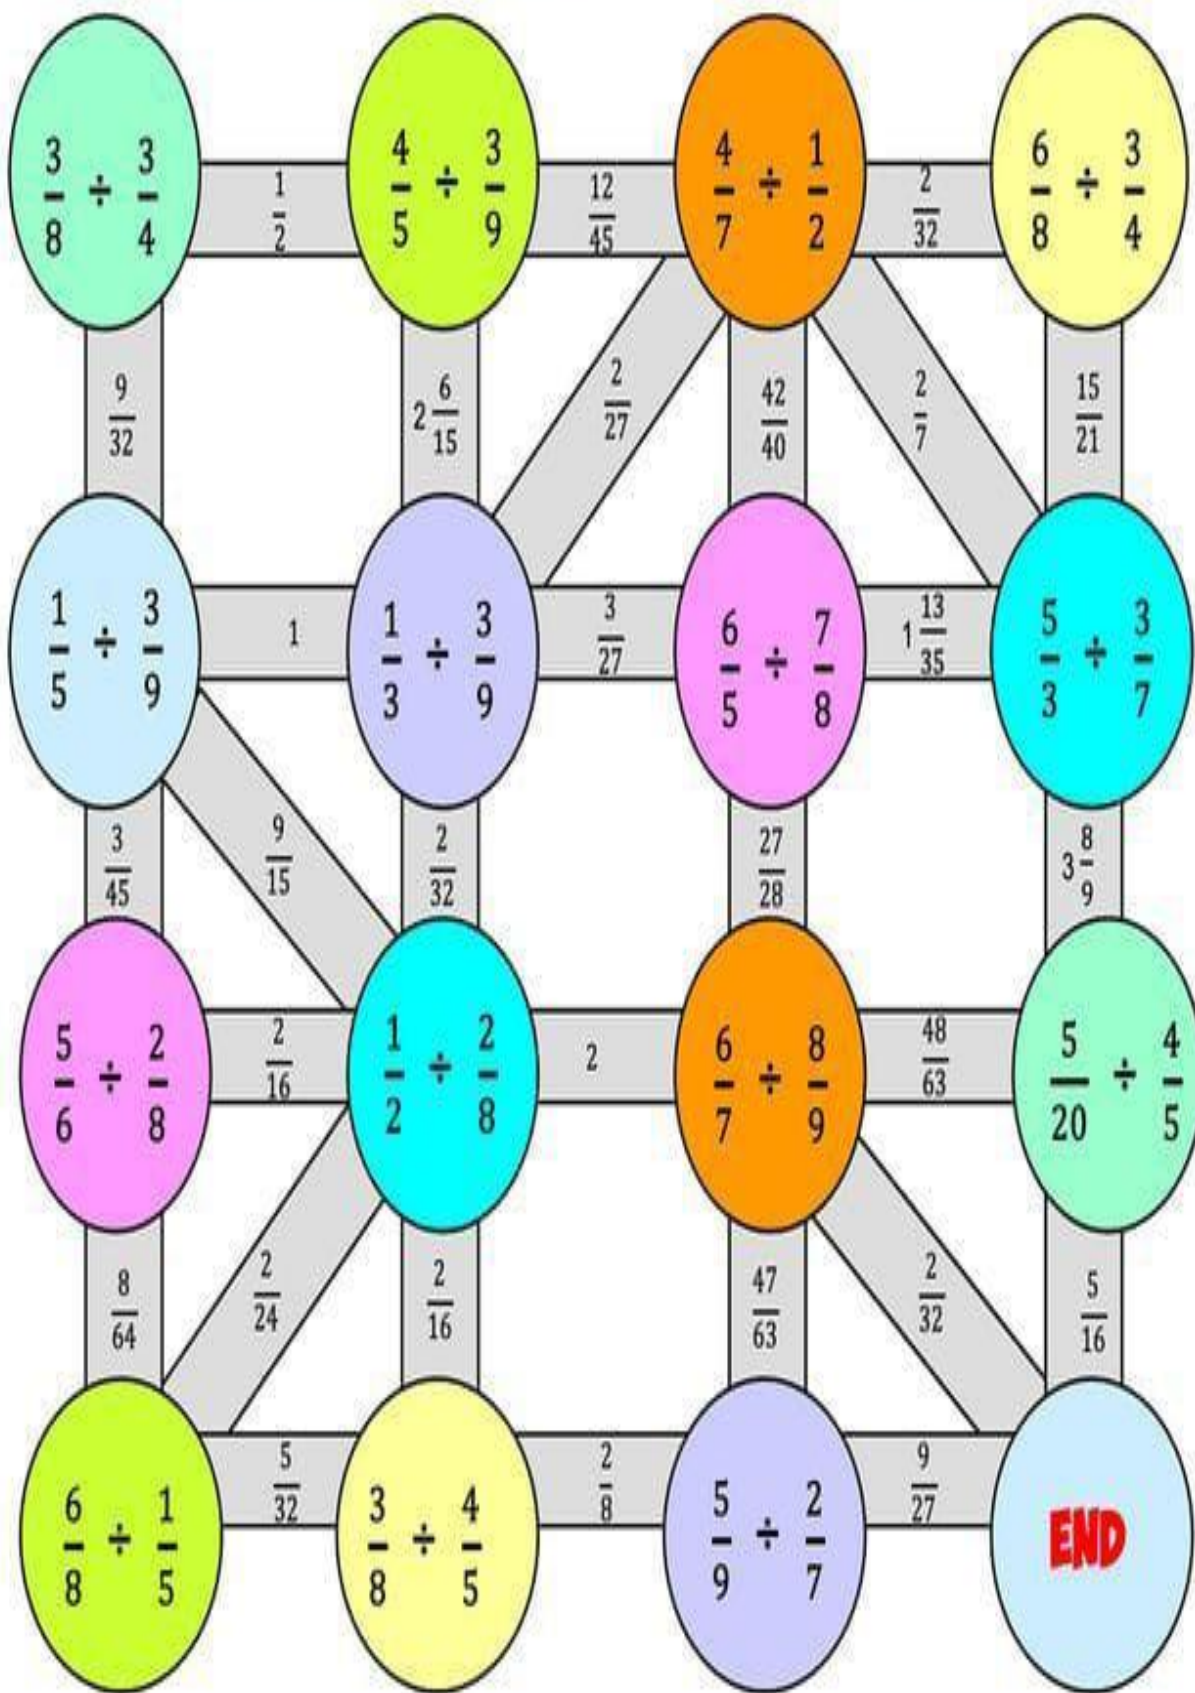 3/8 ÷ 3/4 1/2 4/5 ÷ 3/9 12/45 4/7 ÷ 1/2 2/32 6/8 ÷ 3/4
9/32 2 6/15 2/27 42/40 2/7 15/21
1/5 ÷ 3/9 1 1/3 ÷ 3/9 3/27 6/5 ÷ 7/8 1 13/35 5/3 ÷ 3/7
3/45 9/15 2/32 27/28 3 8/9
5/6 ÷ 2/8 2/16 1/2 ÷ 2/8 2 6/7 ÷ 8/9 48/63 5/20 ÷ 4/5
8/64 2/24 2/16 47/63 2/32 5/16
6/8 ÷ 1/5 5/32 3/8 ÷ 4/5 2/8 5/9 ÷ 2/7 9/27 END